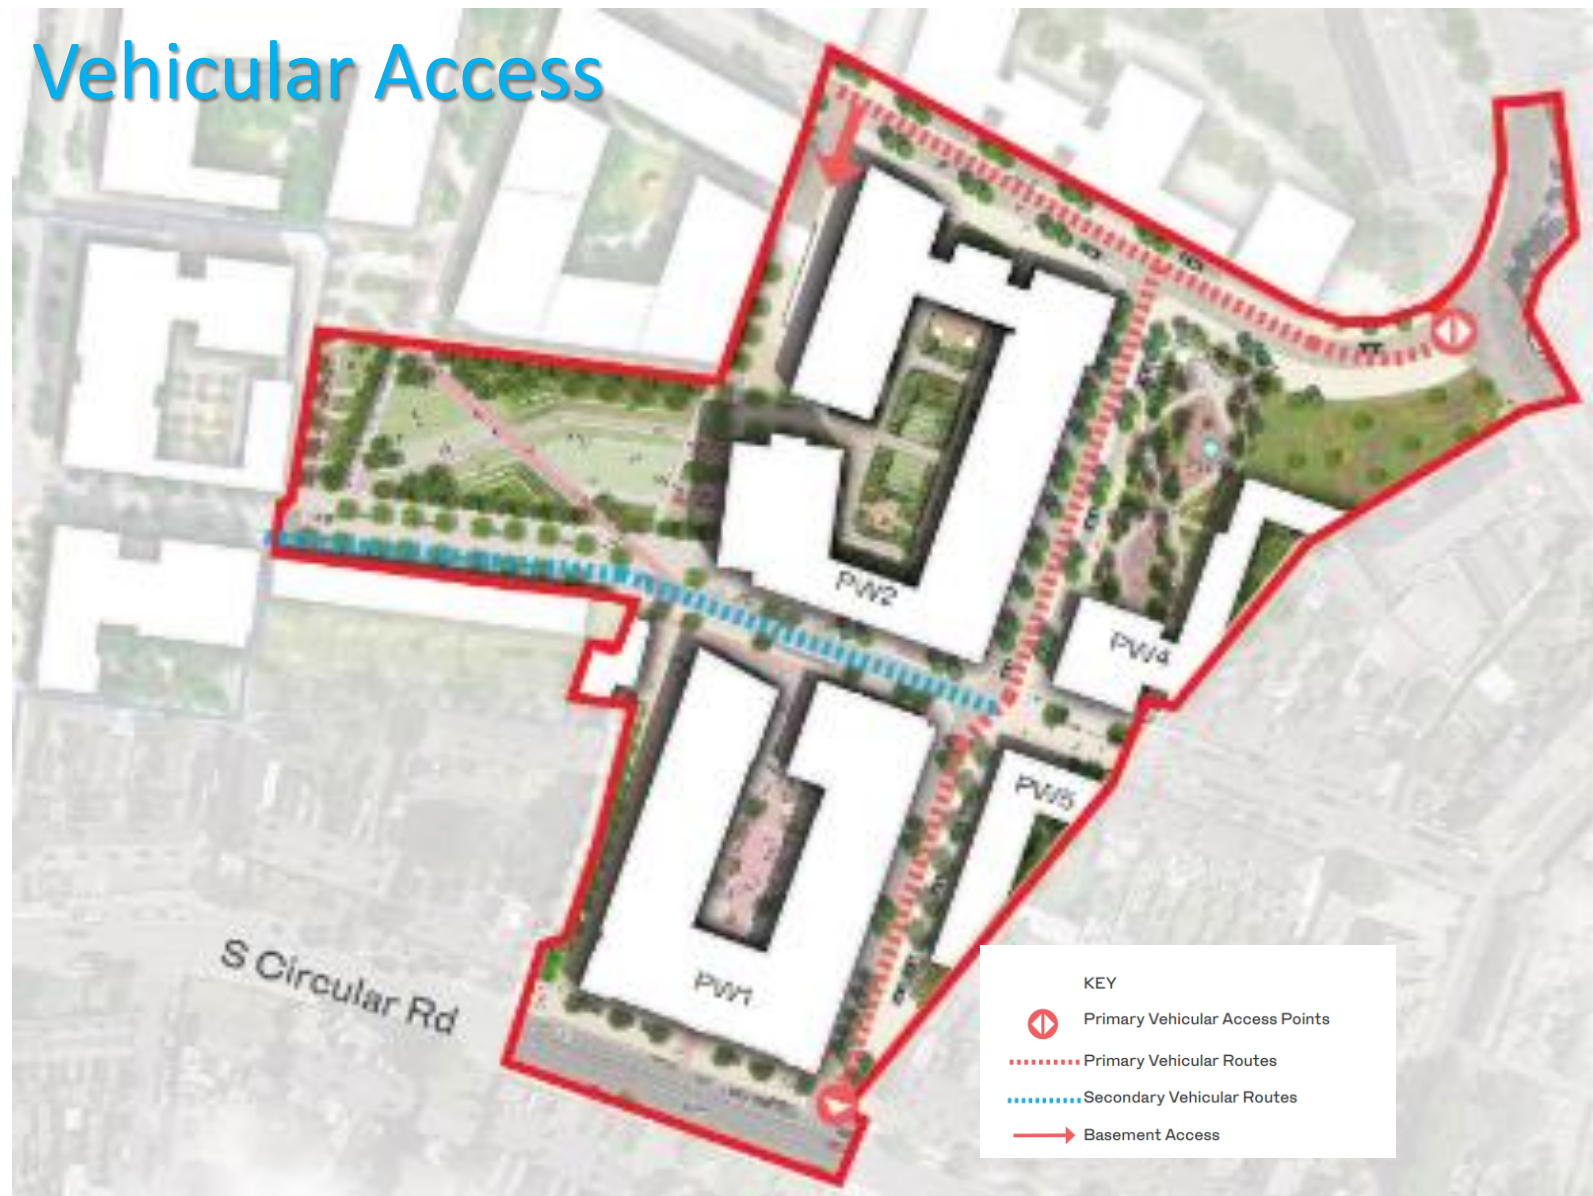 Vehicular Access
PW2
PW4
PW5
PW1
S Circular Rd
KEY
Primary Vehicular Access Points
Primary Vehicular Routes
Secondary Vehicular Routes
Basement Access